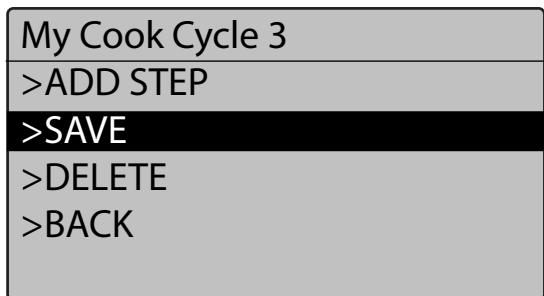 My Cook Cycle 3
>ADD STEP
>SAVE
>DELETE
>BACK